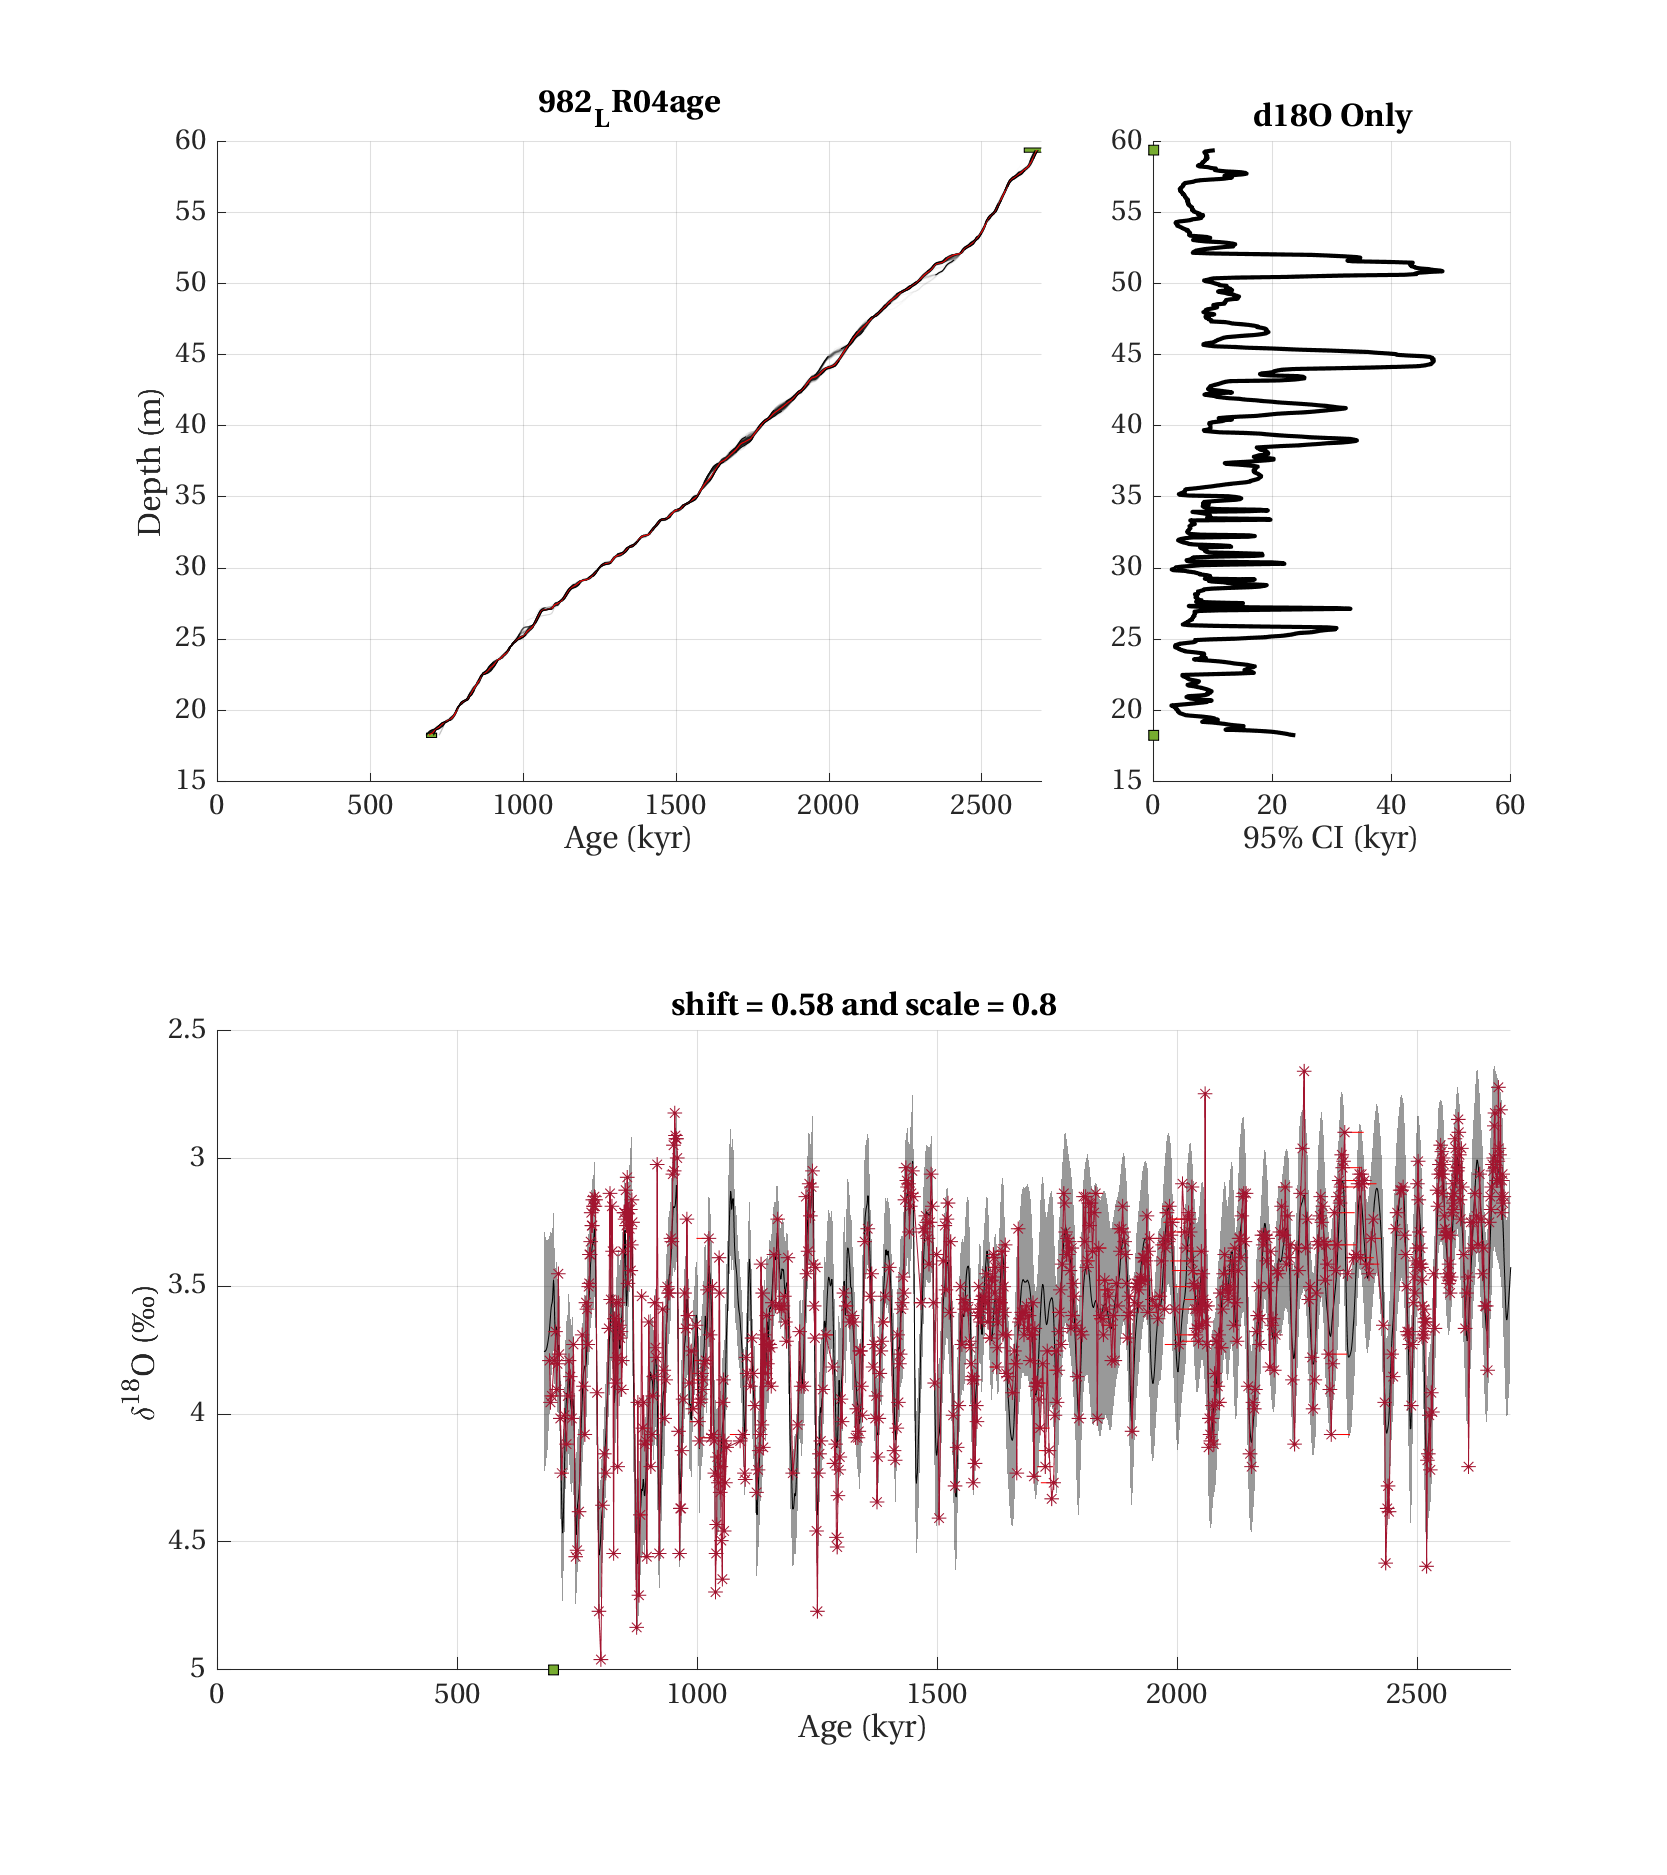 982_LR04age
60
55
50
45
40
35
30
25
20
15
Depth (m)
0 500 1000 1500 2000 2500
Age (kyr)
d18O Only
60
55
50
45
40
35
30
25
20
15
0 20 40 60
95% CI (kyr)
shift = 0.58 and scale = 0.8
2.5
3
3.5
4
4.5
5
δ18O (‰)
0 500 1000 1500 2000 2500
Age (kyr)